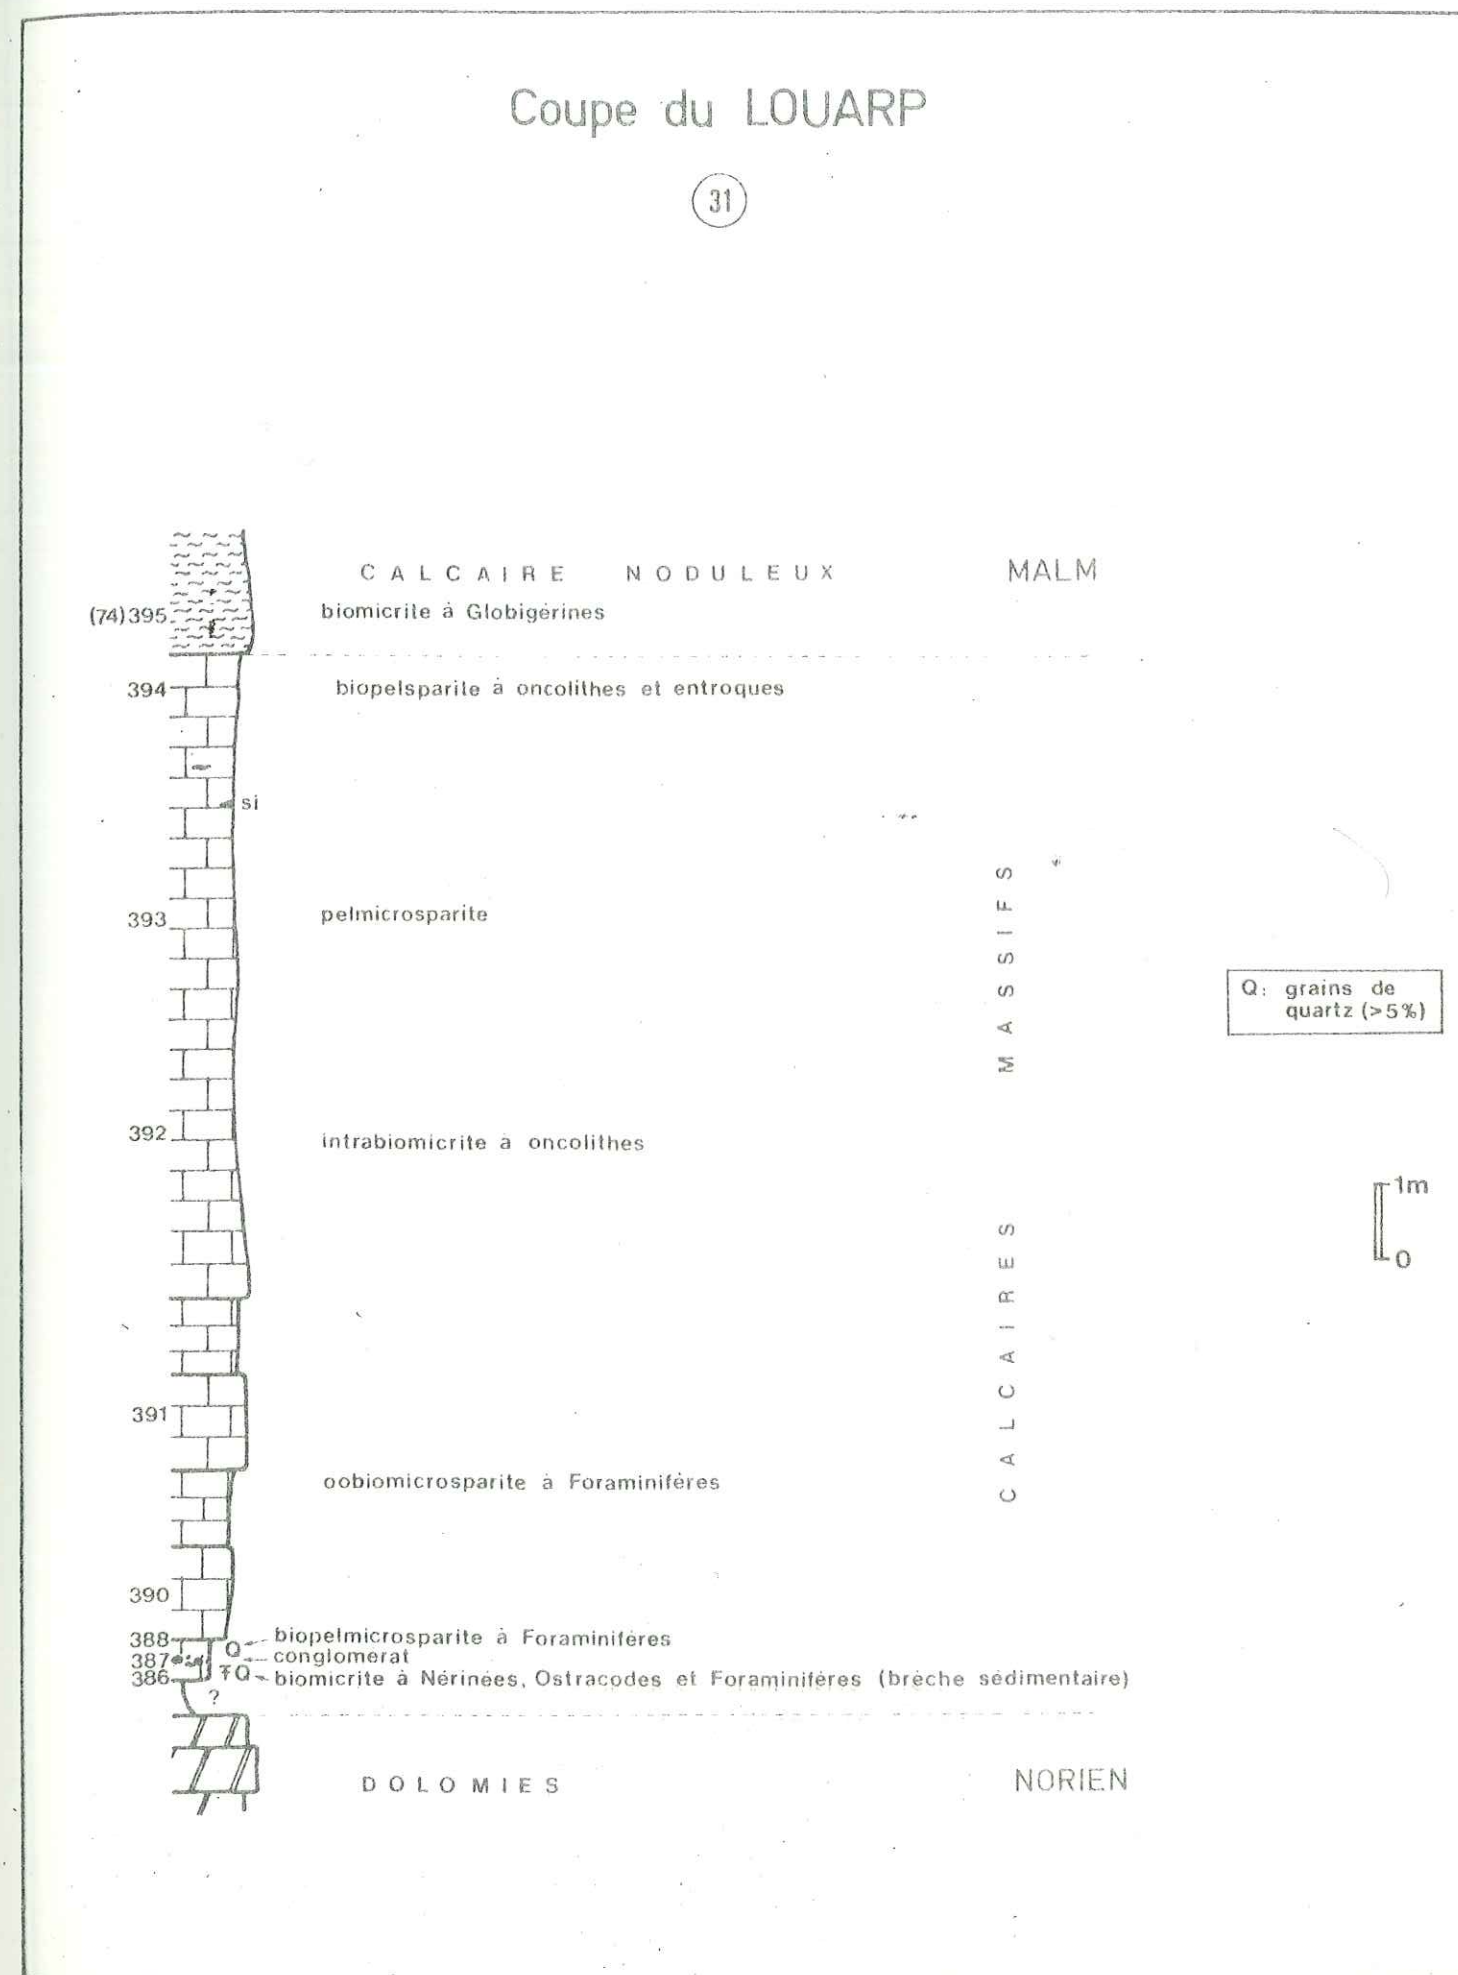 Coupe du LOUARP
31
CALCAIRE NODULEUX MALM
(74)395 biomicrite à Globigérines
394 biopelsparite à oncolithes et entroques
si
393 pelmicrosparite
CALCAIRES MASSIFS
Q: grains de
quartz (>5%)
392 intrabiomicrite à oncolithes
1m
0
391
oobiomicrosparite à Foraminifères
390
388 Q biopelmicrosparite à Foraminifères
387 conglomerat
386 Q biomicrite à Nérinées, Ostracodes et Foraminifères (brèche sédimentaire)
?
DOLOMIES NORIEN